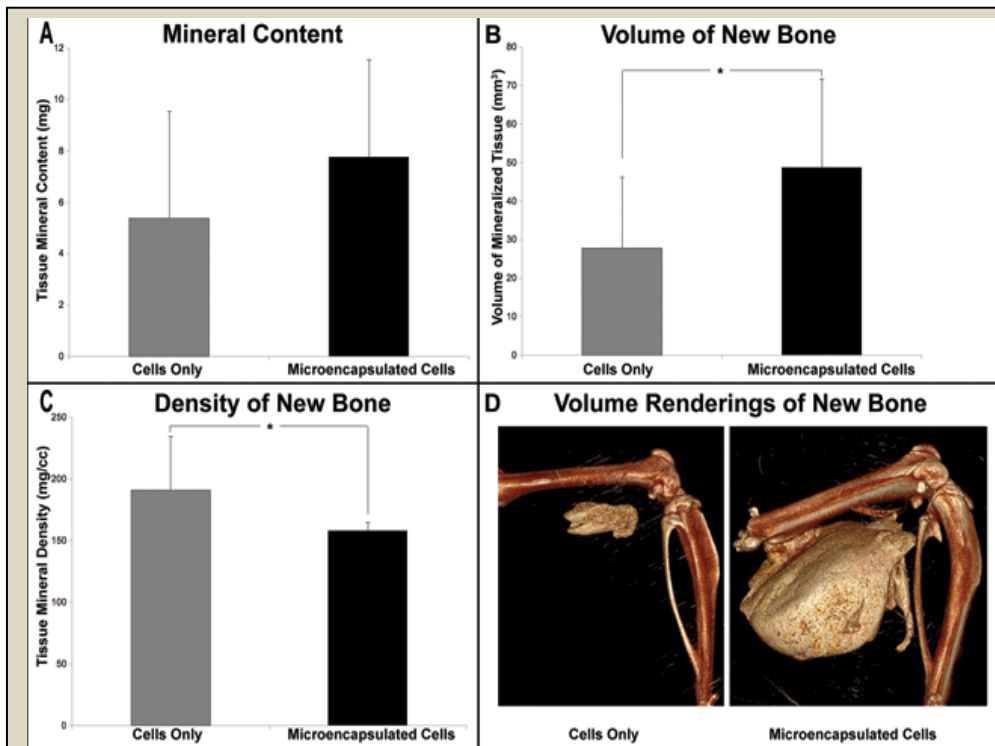 A Mineral Content
Tissue Mineral Content (mg)
12
10
8
6
4
2
0
Cells Only Microencapsulated Cells
B Volume of New Bone
Volume of Mineralized Tissue (mm³)
80
70
60
50
40
30
20
10
0
*
Cells Only Microencapsulated Cells
C Density of New Bone
Tissue Mineral Density (mg/cc)
250
200
150
100
50
0
*
Cells Only Microencapsulated Cells
D Volume Renderings of New Bone
Cells Only Microencapsulated Cells